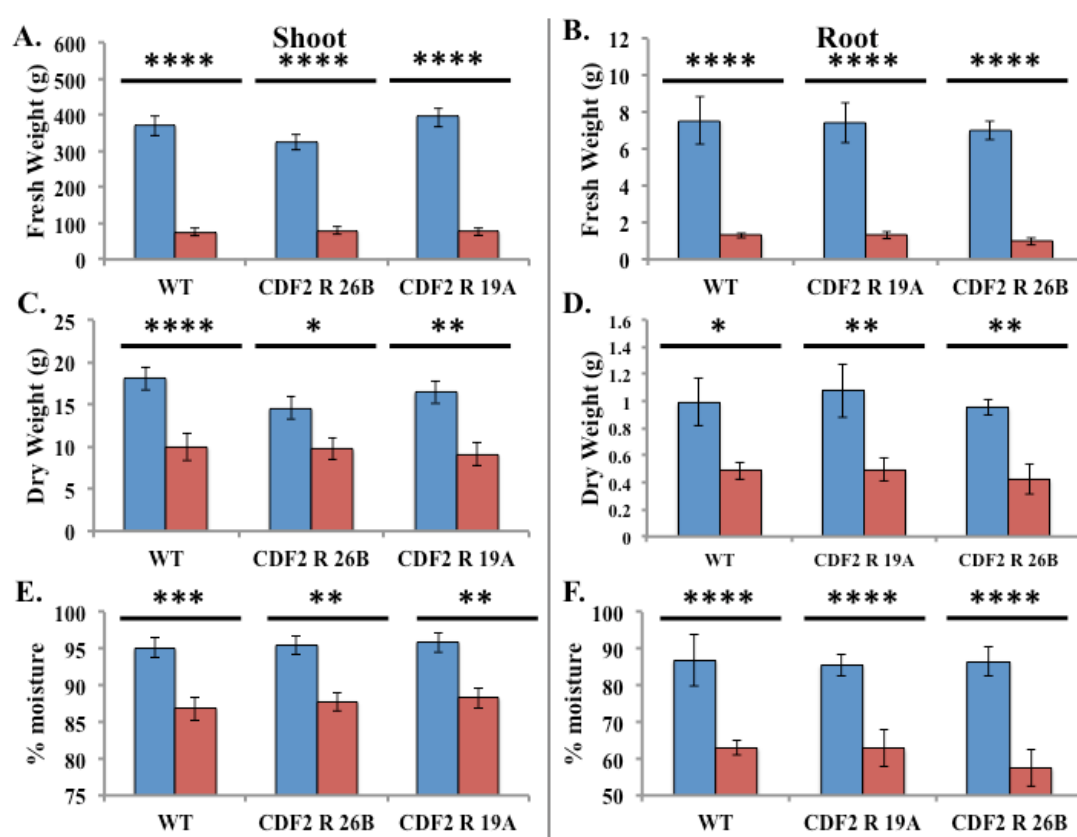 A.
Shoot
Fresh Weight (g)
600
500
400
300
200
100
0
****
****
****
WT
CDF2 R 26B
CDF2 R 19A
B.
Root
Fresh Weight (g)
12
10
8
6
4
2
0
****
****
****
WT
CDF2 R 19A
CDF2 R 26B
C.
Dry Weight (g)
25
20
15
10
5
0
****
*
**
WT
CDF2 R 26B
CDF2 R 19A
D.
Dry Weight (g)
1.6
1.4
1.2
1
0.8
0.6
0.4
0.2
0
*
**
**
WT
CDF2 R 19A
CDF2 R 26B
E.
% moisture
100
95
90
85
80
75
***
**
**
WT
CDF2 R 26B
CDF2 R 19A
F.
% moisture
100
90
80
70
60
50
****
****
****
WT
CDF2 R 19A
CDF2 R 26B